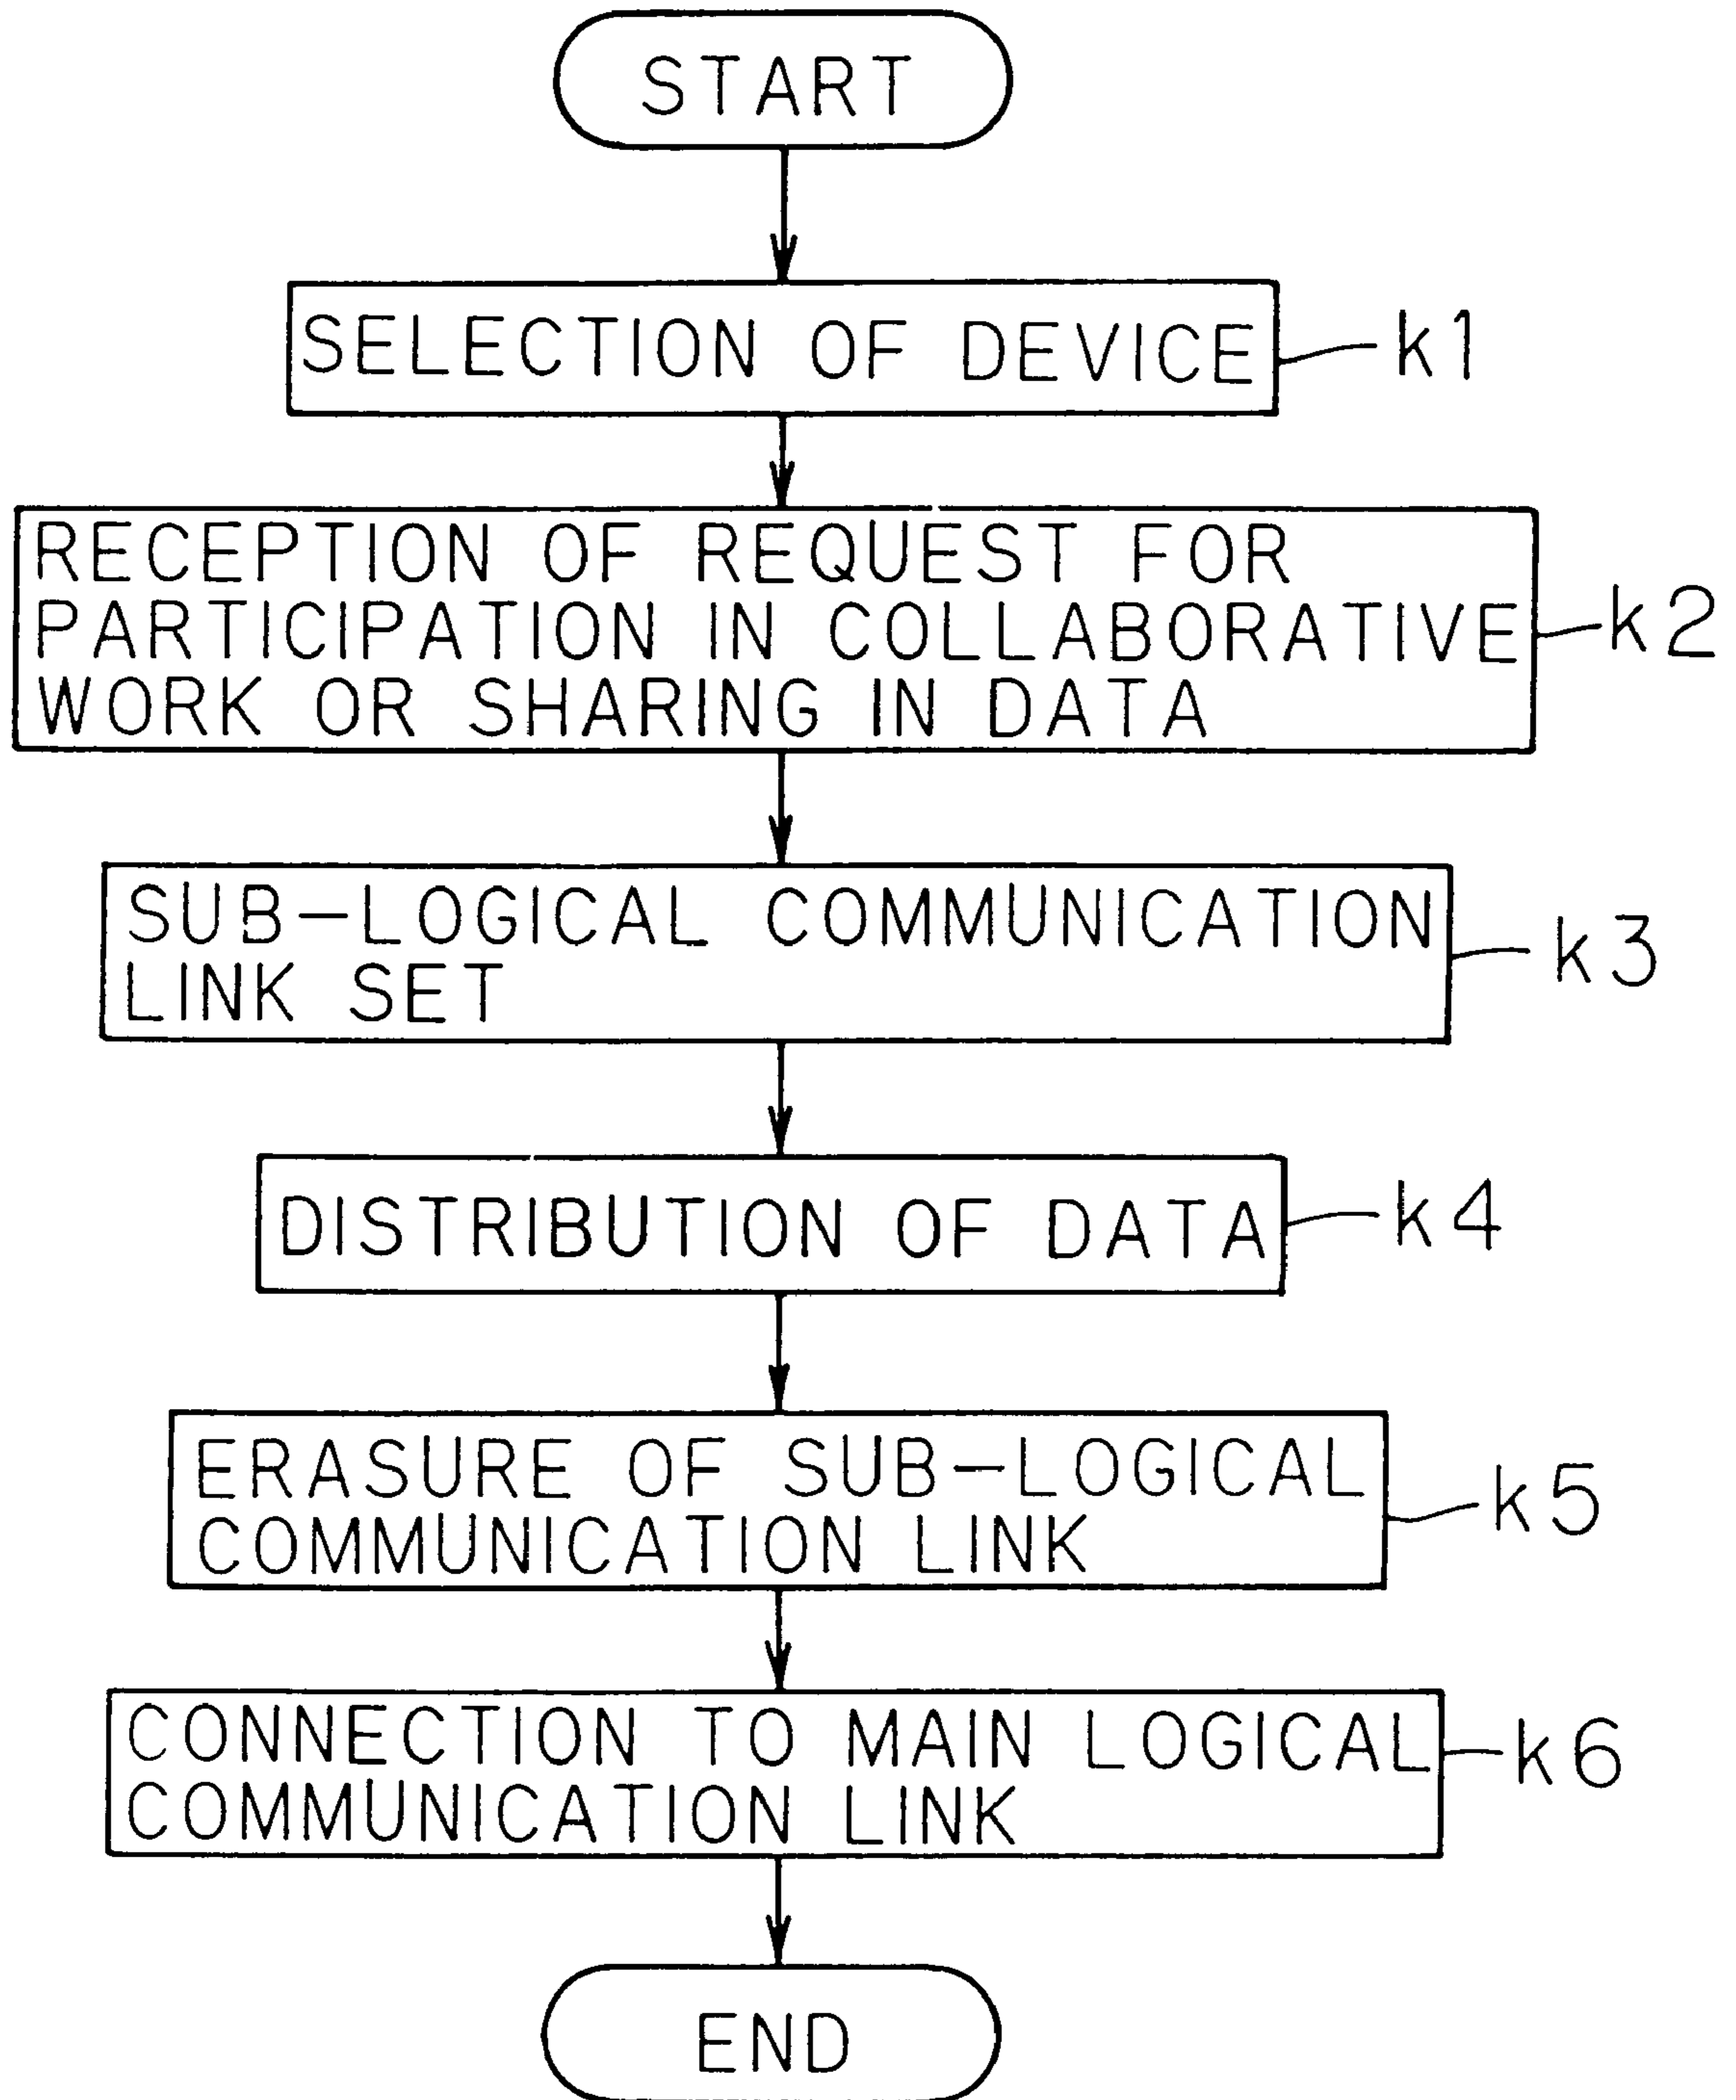 START
SELECTION OF DEVICE
k1
RECEPTION OF REQUEST FOR
PARTICIPATION IN COLLABORATIVE
WORK OR SHARING IN DATA
k2
SUB-LOGICAL COMMUNICATION
LINK SET
k3
DISTRIBUTION OF DATA
k4
ERASURE OF SUB-LOGICAL
COMMUNICATION LINK
k5
CONNECTION TO MAIN LOGICAL
COMMUNICATION LINK
k6
END